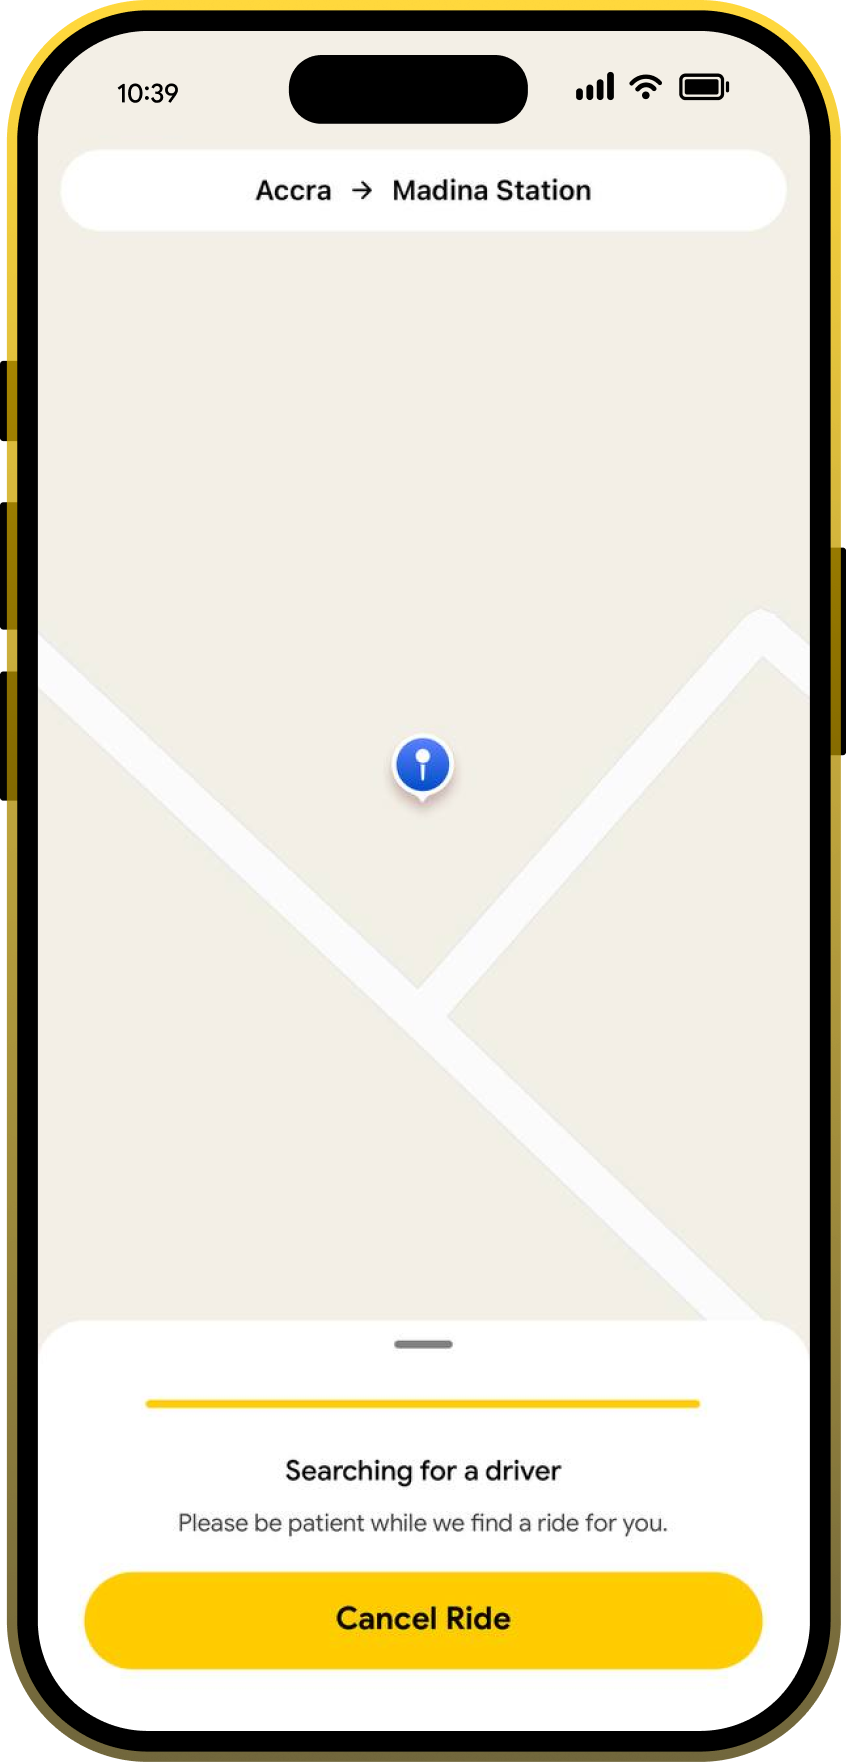 10:39
Accra → Madina Station
Searching for a driver
Please be patient while we find a ride for you.
Cancel Ride